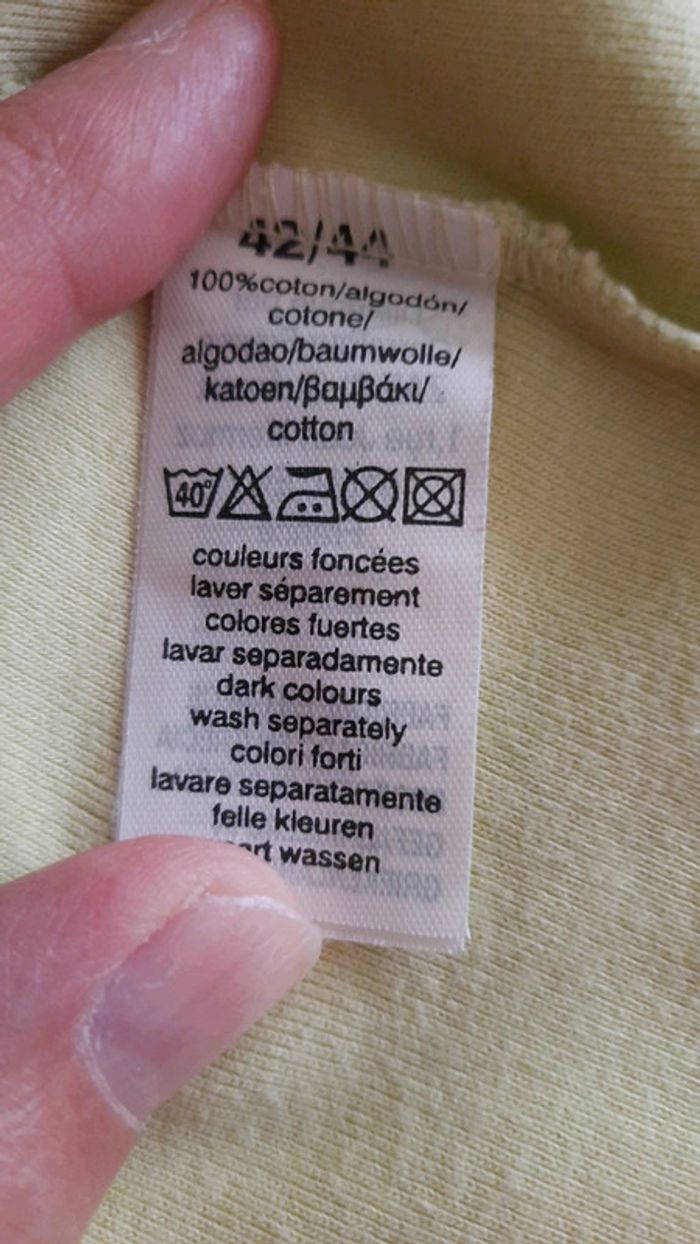 42/44
100%coton/algodón/
cotone/
algodao/baumwolle/
katoen/βαμβάκι/
cotton
40°
couleurs foncées
laver séparement
colores fuertes
lavar separadamente
dark colours
wash separately
colori forti
lavare separatamente
felle kleuren
wassen